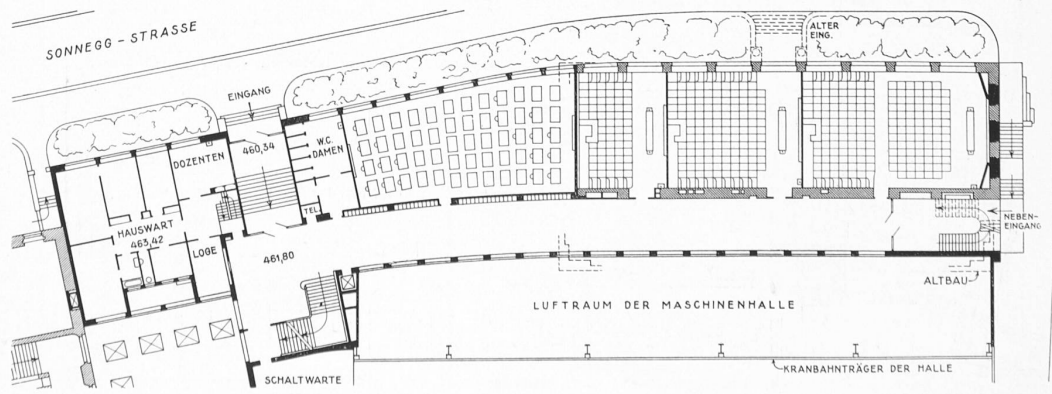 SONNEGG-STRASSE
ALTER
EING.
EINGANG
DOZENTEN
460,34
W.C.
DAMEN
TEL.
HAUSWART
463,42
LOGE
461,80
NEBEN-
EINGANG
ALTBAU
LUFTRAUM DER MASCHINENHALLE
KRANBAHNTRÄGER DER HALLE
SCHALTWARTE